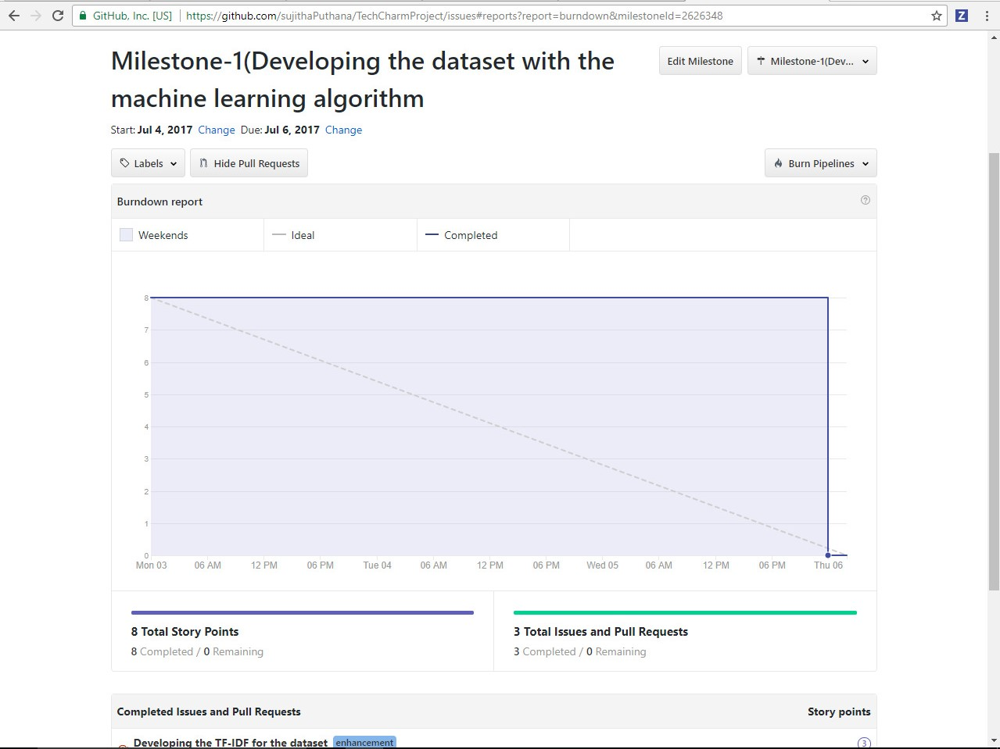 GitHub, Inc. [US] https://github.com/sujithaPuthana/TechCharmProject/issues#reports?report=burndown&milestoneId=2626348
Z
Milestone-1(Developing the dataset with the
machine learning algorithm
Edit Milestone
Milestone-1(Dev...
Start: Jul 4, 2017 Change Due: Jul 6, 2017 Change
Labels
Hide Pull Requests
Burn Pipelines
Burndown report
Weekends
Ideal
Completed
8
7
6
5
4
3
2
1
0
Mon 03 06 AM 12 PM 06 PM Tue 04 06 AM 12 PM 06 PM Wed 05 06 AM 12 PM 06 PM Thu 06
8 Total Story Points
8 Completed / 0 Remaining
3 Total Issues and Pull Requests
3 Completed / 0 Remaining
Completed Issues and Pull Requests
Story points
Developing the TF-IDF for the dataset enhancement
3